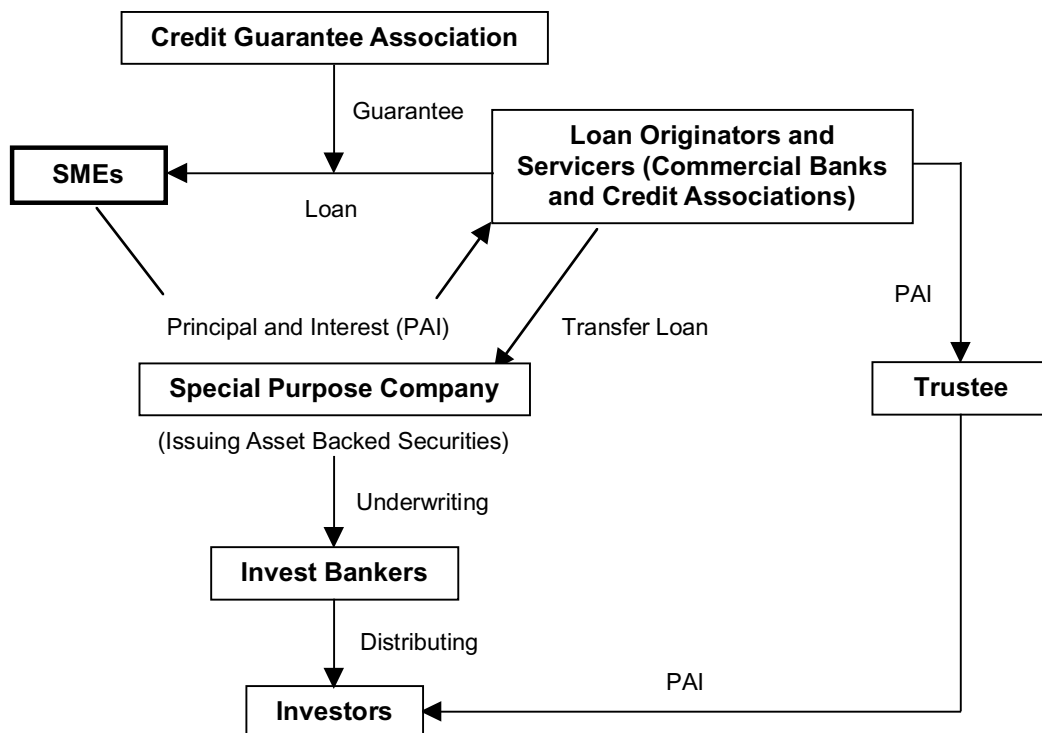 Credit Guarantee Association
Guarantee
Loan Originators and
Servicers (Commercial Banks
and Credit Associations)
SMEs
Loan
PAI
Principal and Interest (PAI)
Transfer Loan
Special Purpose Company
Trustee
(Issuing Asset Backed Securities)
Underwriting
Invest Bankers
Distributing
PAI
Investors